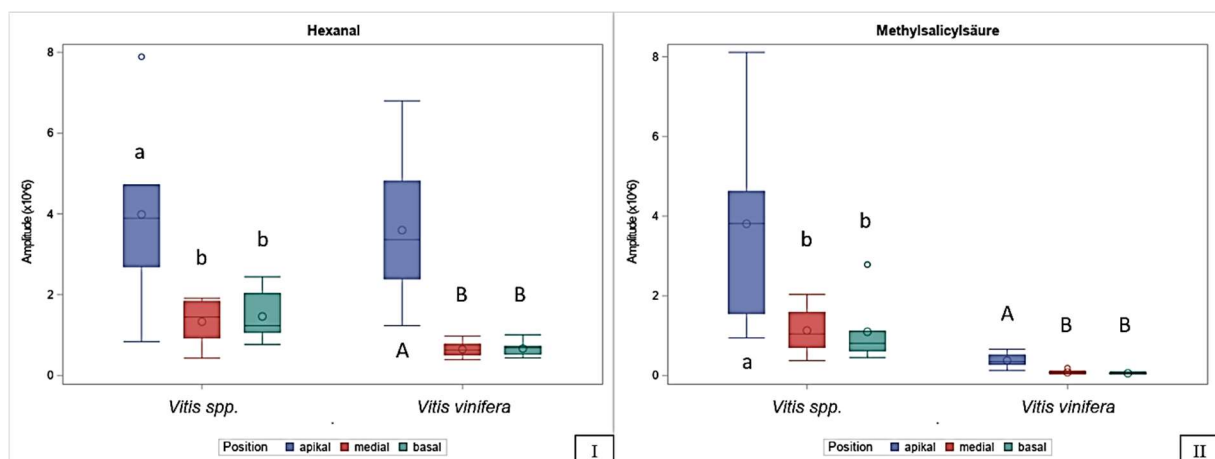 Hexanal
Amplitude (x10^6)
8
6
4
2
0
a
b
b
A
B
B
Vitis spp.
Vitis vinifera
Position apikal medial basal
I
Methylsalicylsäure
Amplitude (x10^6)
8
6
4
2
0
a
b
b
A
B
B
Vitis spp.
Vitis vinifera
Position apikal medial basal
II